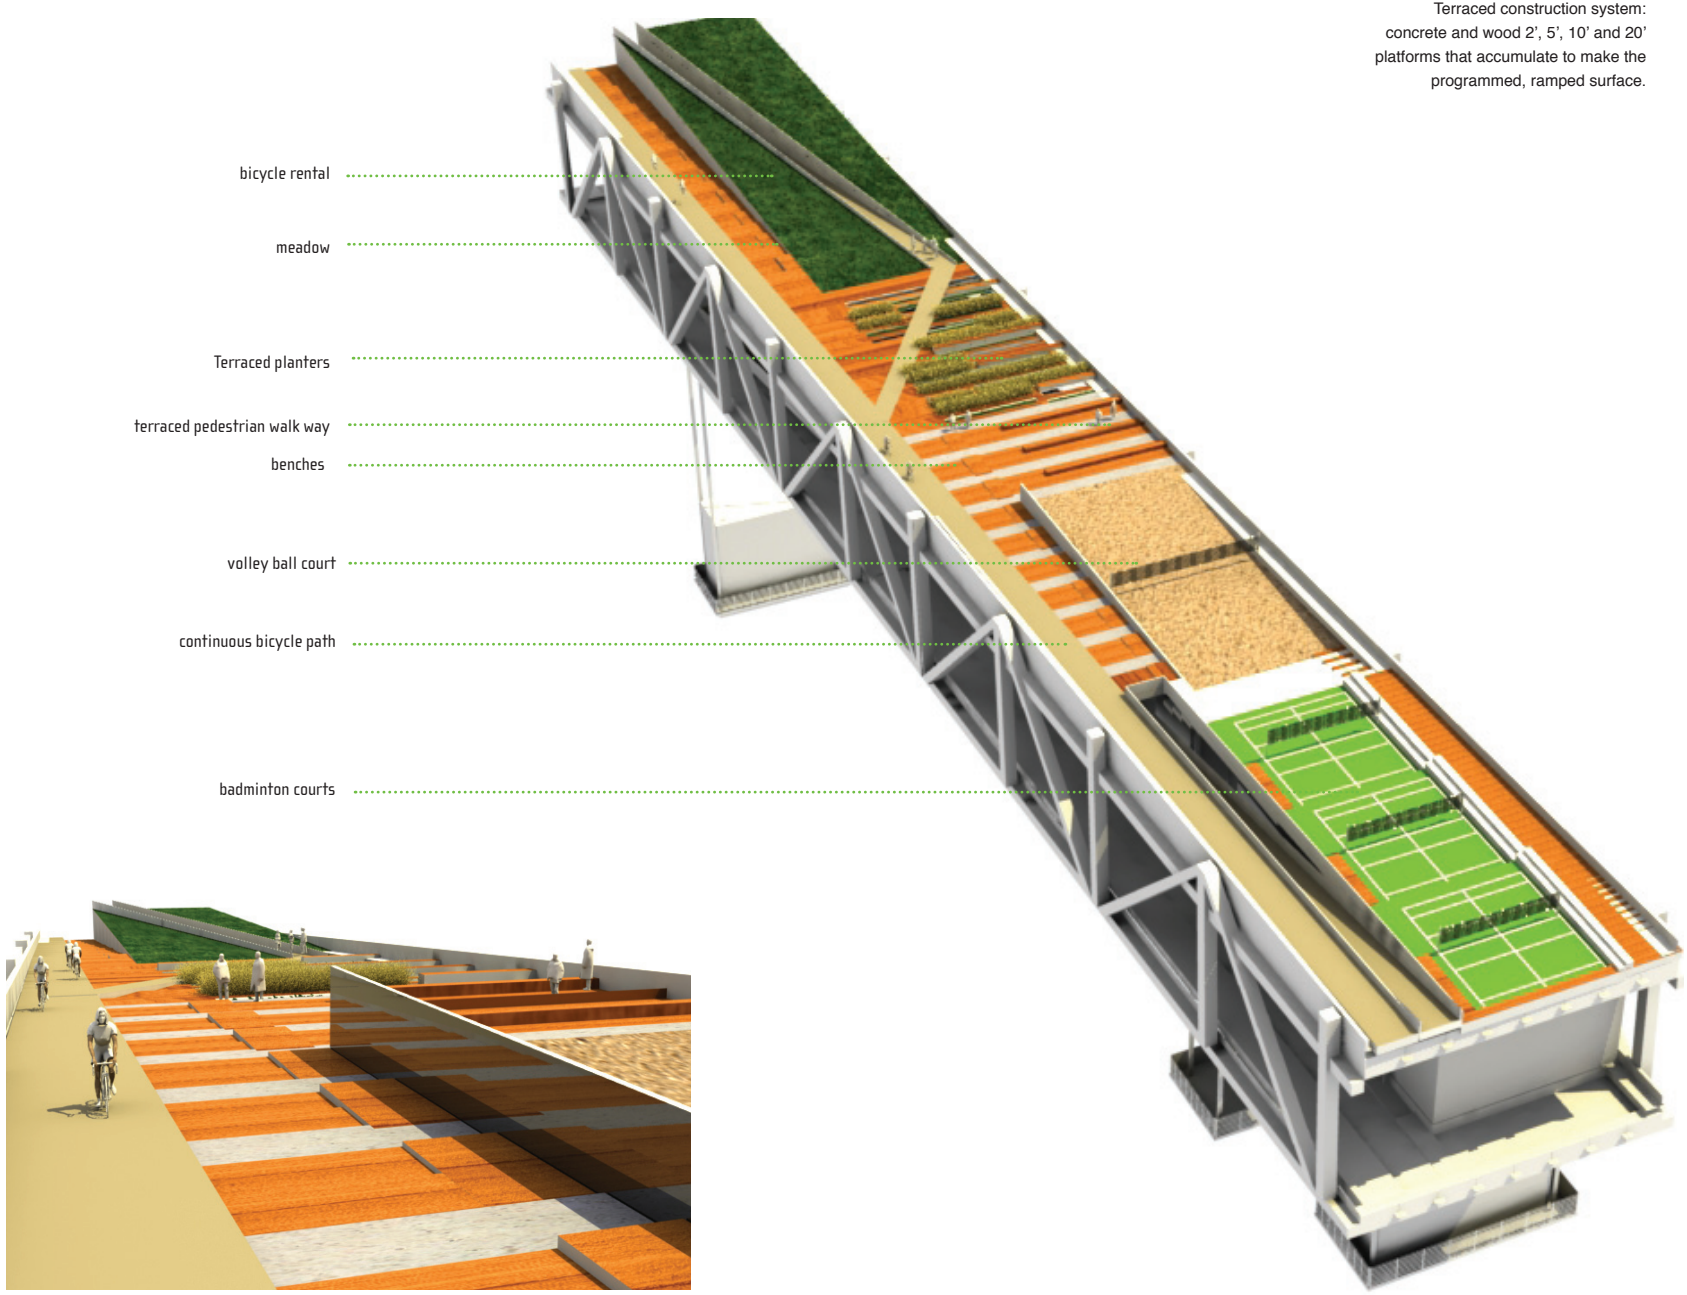 Terraced construction system:
concrete and wood 2’, 5’, 10’ and 20’
platforms that accumulate to make the
programmed, ramped surface.
bicycle rental
meadow
Terraced planters
terraced pedestrian walk way
benches
volley ball court
continuous bicycle path
badminton courts